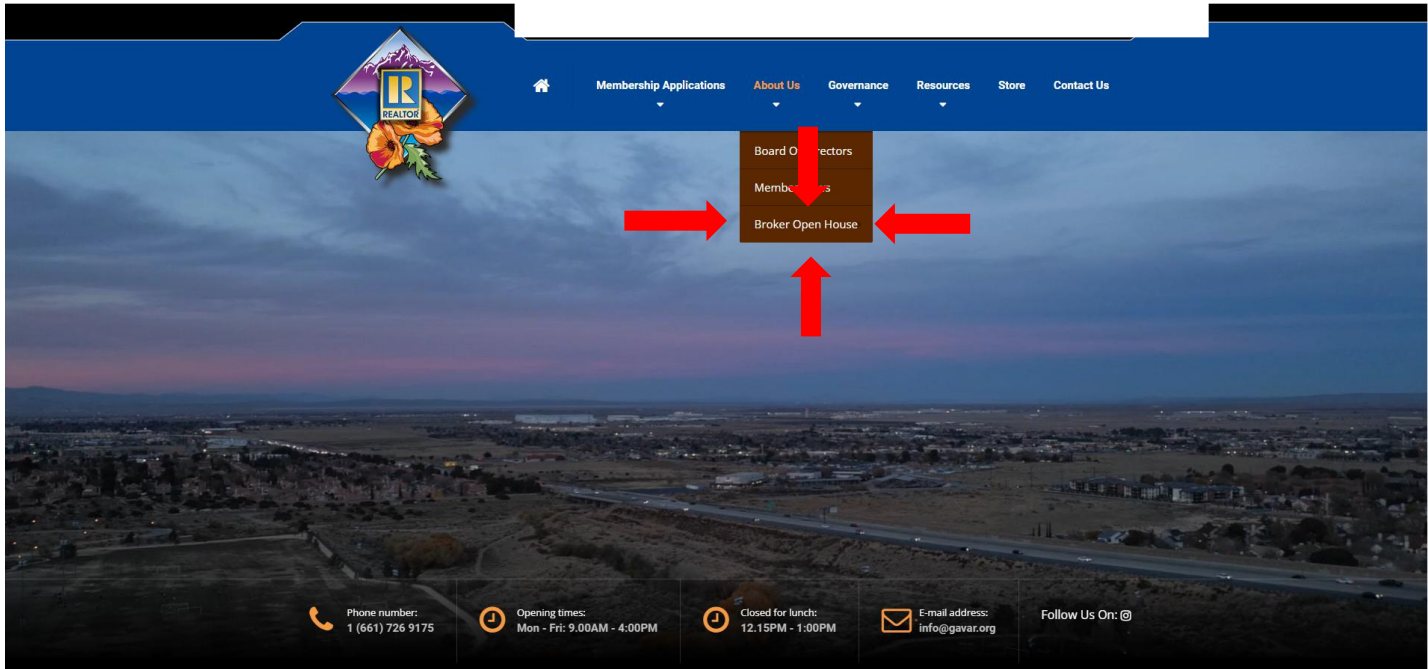 REALTOR
Membership Applications
About Us
Governance
Resources
Store
Contact Us
Board O rectors
Membe s
Broker Open House
Phone number:
1 (661) 726 9175
Opening times:
Mon - Fri: 9.00AM - 4:00PM
Closed for lunch:
12.15PM - 1:00PM
E-mail address:
info@gavar.org
Follow Us On: